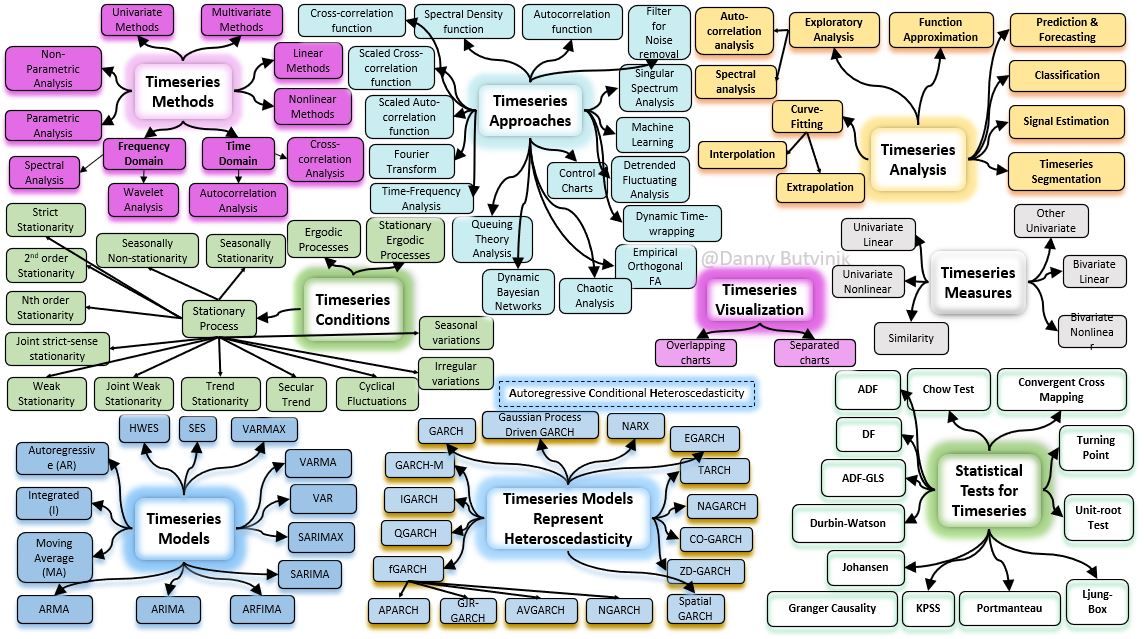 Univariate
Methods
Multivariate
Methods
Non-
Parametric
Analysis
Timeseries
Methods
Linear
Methods
Nonlinear
Methods
Parametric
Analysis
Frequency
Domain
Time
Domain
Cross-
correlation
Analysis
Spectral
Analysis
Wavelet
Analysis
Autocorrelation
Analysis
Cross-correlation
function
Spectral Density
function
Autocorrelation
function
Filter for
Noise
removal
Scaled Cross-
correlation
function
Timeseries
Approaches
Singular
Spectrum
Analysis
Scaled Auto-
correlation
function
Machine
Learning
Fourier
Transform
Control
Charts
Detrended
Fluctuating
Analysis
Time-Frequency
Analysis
Dynamic Time-
wrapping
Queuing
Theory
Analysis
Empirical
Orthogonal
FA
Dynamic
Bayesian
Networks
Chaotic
Analysis
Auto-
correlation
analysis
Exploratory
Analysis
Function
Approximation
Prediction &
Forecasting
Spectral
analysis
Classification
Curve-
Fitting
Signal Estimation
Interpolation
Timeseries
Analysis
Timeseries
Segmentation
Extrapolation
Strict
Stationarity
Seasonally
Non-stationarity
Seasonally
Stationarity
Ergodic
Processes
Stationary
Ergodic
Processes
2nd order
Stationarity
Nth order
Stationarity
Stationary
Process
Timeseries
Conditions
Joint strict-sense
stationarity
Seasonal
variations
Irregular
variations
Weak
Stationarity
Joint Weak
Stationarity
Trend
Stationarity
Secular
Trend
Cyclical
Fluctuations
@Danny Butvinik
Timeseries
Visualization
Overlapping
charts
Separated
charts
Univariate
Linear
Other
Univariate
Univariate
Nonlinear
Timeseries
Measures
Bivariate
Linear
Similarity
Bivariate
Nonlinea
r
HWES
SES
VARMAX
Autoregressiv
e (AR)
VARMA
Integrated
(I)
Timeseries
Models
VAR
Moving
Average
(MA)
SARIMAX
SARIMA
ARMA
ARIMA
ARFIMA
Autoregressive Conditional Heteroscedasticity
GARCH
Gaussian Process
Driven GARCH
NARX
EGARCH
GARCH-M
TARCH
IGARCH
Timeseries Models
Represent
Heteroscedasticity
NAGARCH
QGARCH
CO-GARCH
fGARCH
ZD-GARCH
APARCH
GJR-
GARCH
AVGARCH
NGARCH
Spatial
GARCH
ADF
Chow Test
Convergent Cross
Mapping
DF
Turning
Point
ADF-GLS
Statistical
Tests for
Timeseries
Durbin-Watson
Unit-root
Test
Johansen
Granger Causality
KPSS
Portmanteau
Ljung-
Box